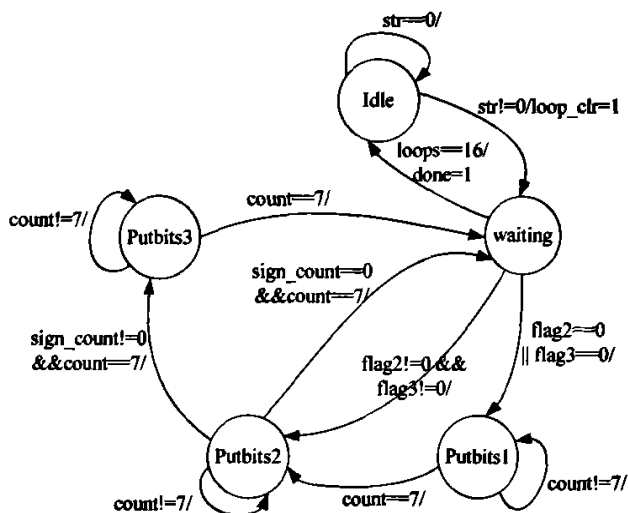 str==0/
Idle
str!=0/loop_clr=1
loops==16/
done=1
count!=7/
Putbits3
count==7/
waiting
sign_count==0
&&count==7/
sign_count!=0
&&count==7/
flag2==0
|| flag3==0/
flag2!=0 &&
flag3!=0/
Putbits2
Putbits1
count!=7/
count==7/
count!=7/